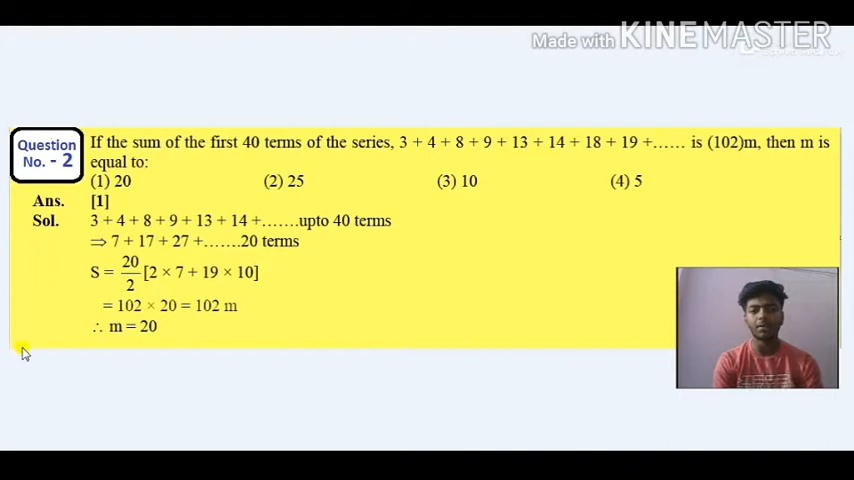 Made with KINEMASTER
Question
No. - 2
If the sum of the first 40 terms of the series, 3 + 4 + 8 + 9 + 13 + 14 + 18 + 19 +...... is (102)m, then m is
equal to:
(1) 20 (2) 25 (3) 10 (4) 5
Ans. [1]
Sol. 3 + 4 + 8 + 9 + 13 + 14 +.......upto 40 terms
⇒ 7 + 17 + 27 +.......20 terms
S = 20/2 [2 × 7 + 19 × 10]
= 102 × 20 = 102 m
∴ m = 20